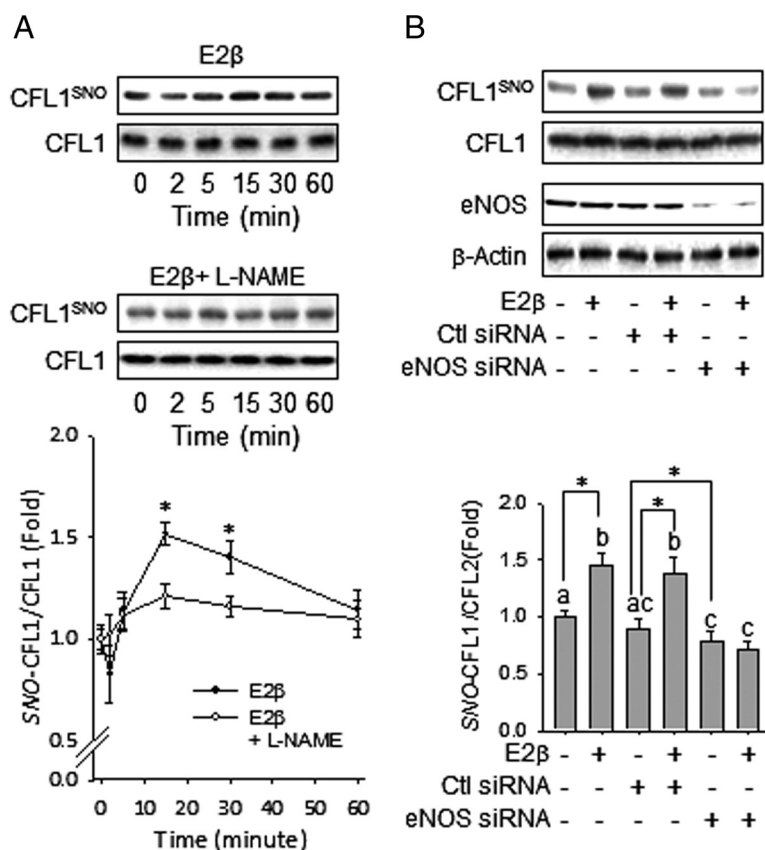 A
E2β
CFL1SNO
CFL1
0 2 5 15 30 60
Time (min)
E2β+ L-NAME
CFL1SNO
CFL1
0 2 5 15 30 60
Time (min)
2.0
1.5
1.0
0.5
0.0
SNO-CFL1/CFL1 (Fold)
*
*
E2β
E2β
+ L-NAME
0 10 20 30 40 50 60
Time (minute)
B
CFL1SNO
CFL1
eNOS
β-Actin
E2β - + - + - +
Ctl siRNA - - + + - -
eNOS siRNA - - - - + +
2.0
1.5
1.0
0.5
0.0
SNO-CFL1/CFL2(Fold)
* * *
a b ac b c c
E2β - + - + - +
Ctl siRNA - - + + - -
eNOS siRNA - - - - + +